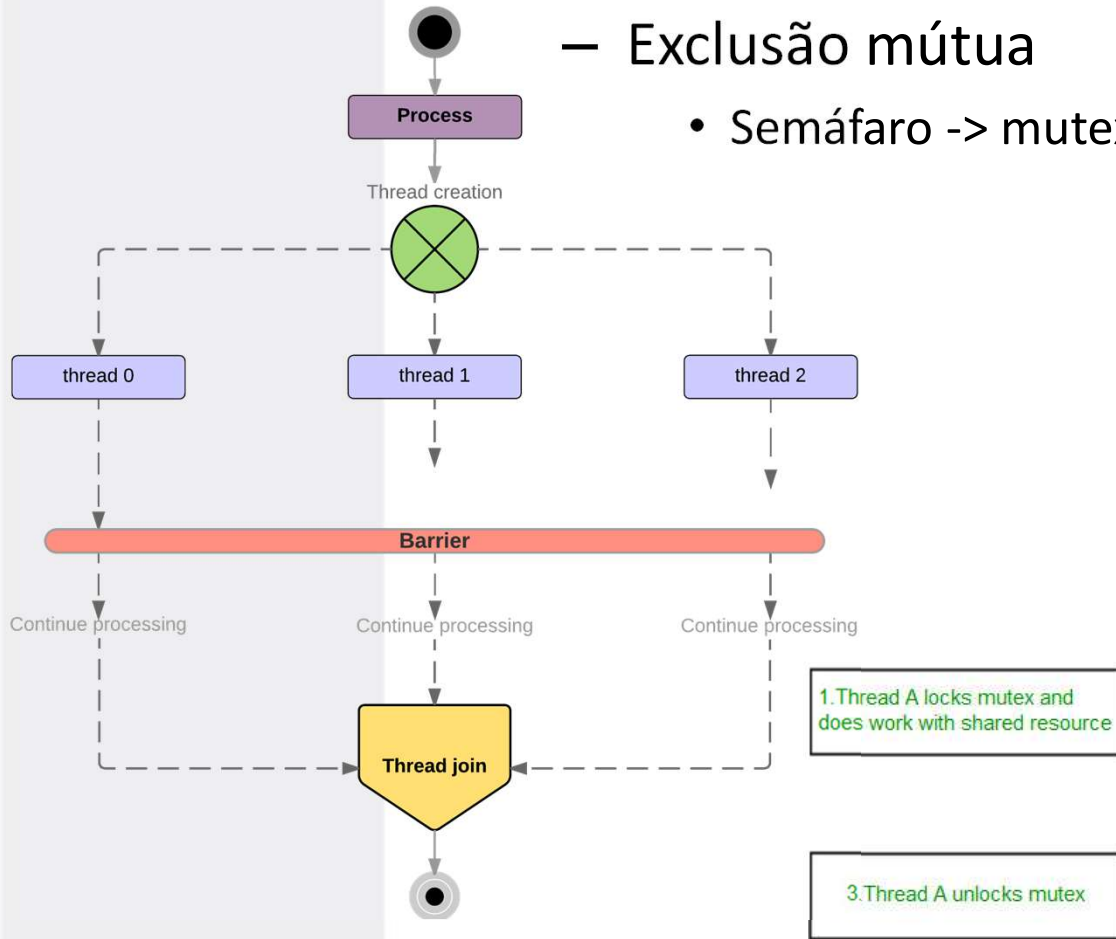 – Exclusão mútua
• Semáfaro -> mutex
Process
Thread creation
thread 0
thread 1
thread 2
Barrier
Continue processing
Continue processing
Continue processing
1.Thread A locks mutex and
does work with shared resource
Thread join
3.Thread A unlocks mutex